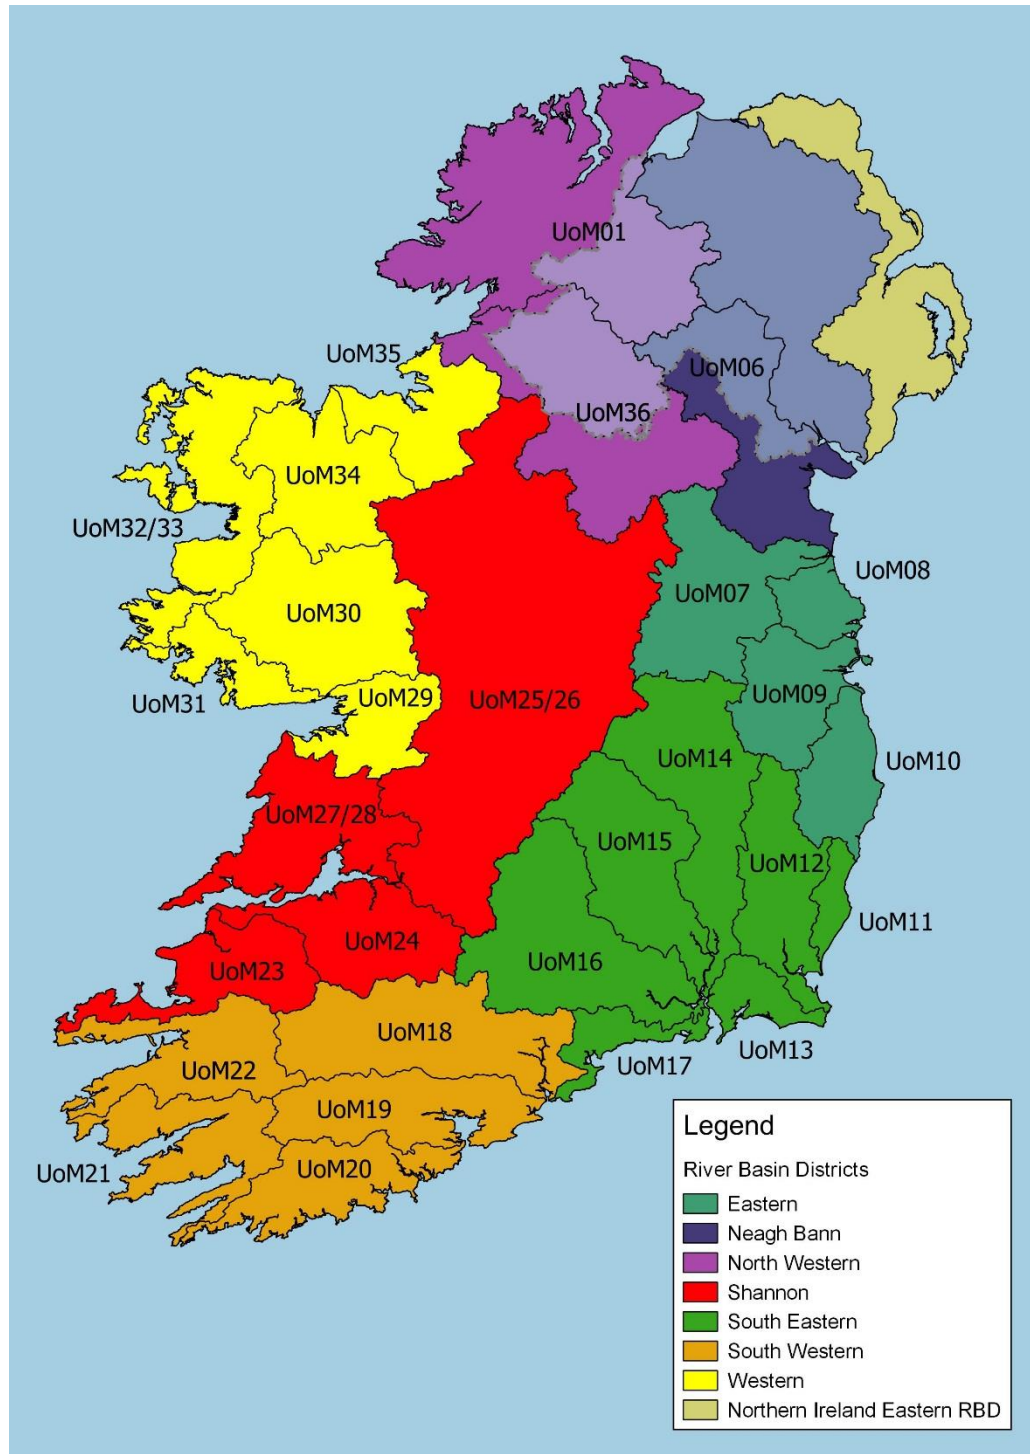 UoM01
UoM35
UoM06
UoM36
UoM34
UoM32/33
UoM08
UoM07
UoM30
UoM09
UoM29
UoM25/26
UoM31
UoM14
UoM10
UoM27/28
UoM15
UoM12
UoM11
UoM24
UoM16
UoM23
UoM18
UoM13
UoM17
UoM22
UoM19
UoM21
UoM20
Legend
River Basin Districts
Eastern
Neagh Bann
North Western
Shannon
South Eastern
South Western
Western
Northern Ireland Eastern RBD